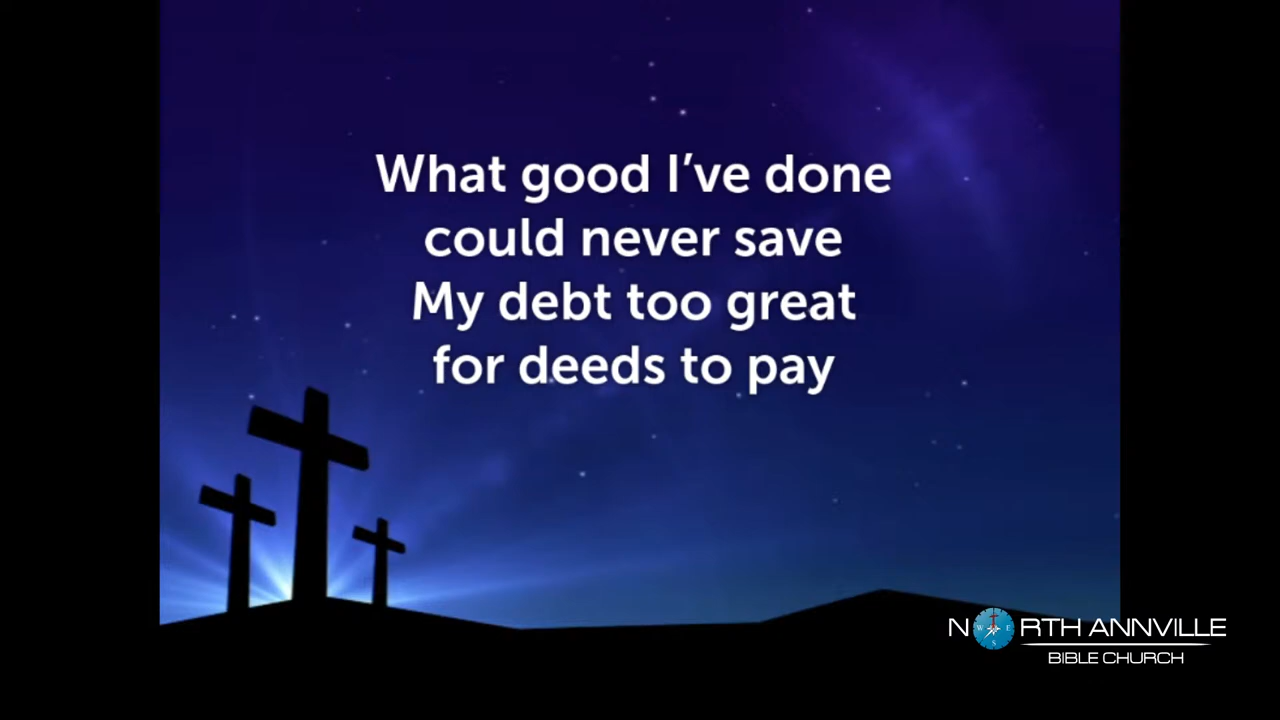 What good I've done
could never save
My debt too great
for deeds to pay
NORTH ANNVILLE
BIBLE CHURCH
W E
S